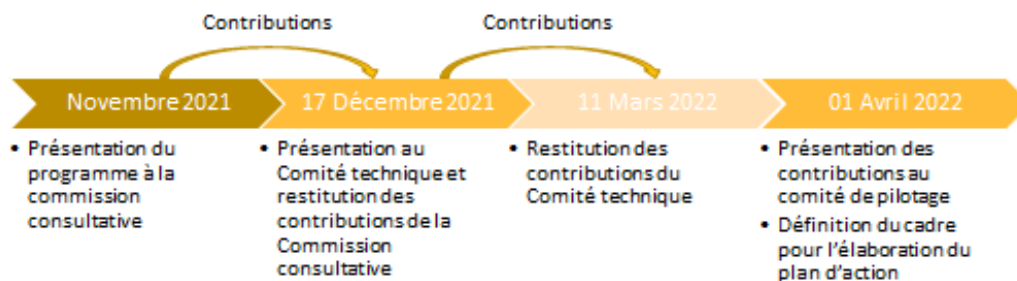 Contributions
Contributions
Novembre 2021
17 Décembre 2021
11 Mars 2022
01 Avril 2022
• Présentation du
programme à la
commission
consultative
• Présentation au
Comité technique et
restitution des
contributions de la
Commission
consultative
• Restitution des
contributions du
Comité technique
• Présentation des
contributions au
comité de pilotage
• Définition du cadre
pour l'élaboration du
plan d'action